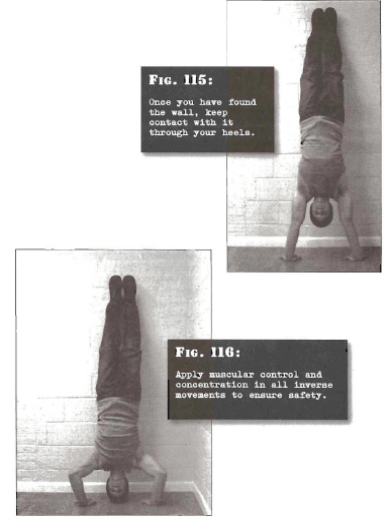 FIG. 115:
Once you have found
the wall, keep
contact with it
through your heels.
FIG. 116:
Apply muscular control and
concentration in all inverse
movements to ensure safety.